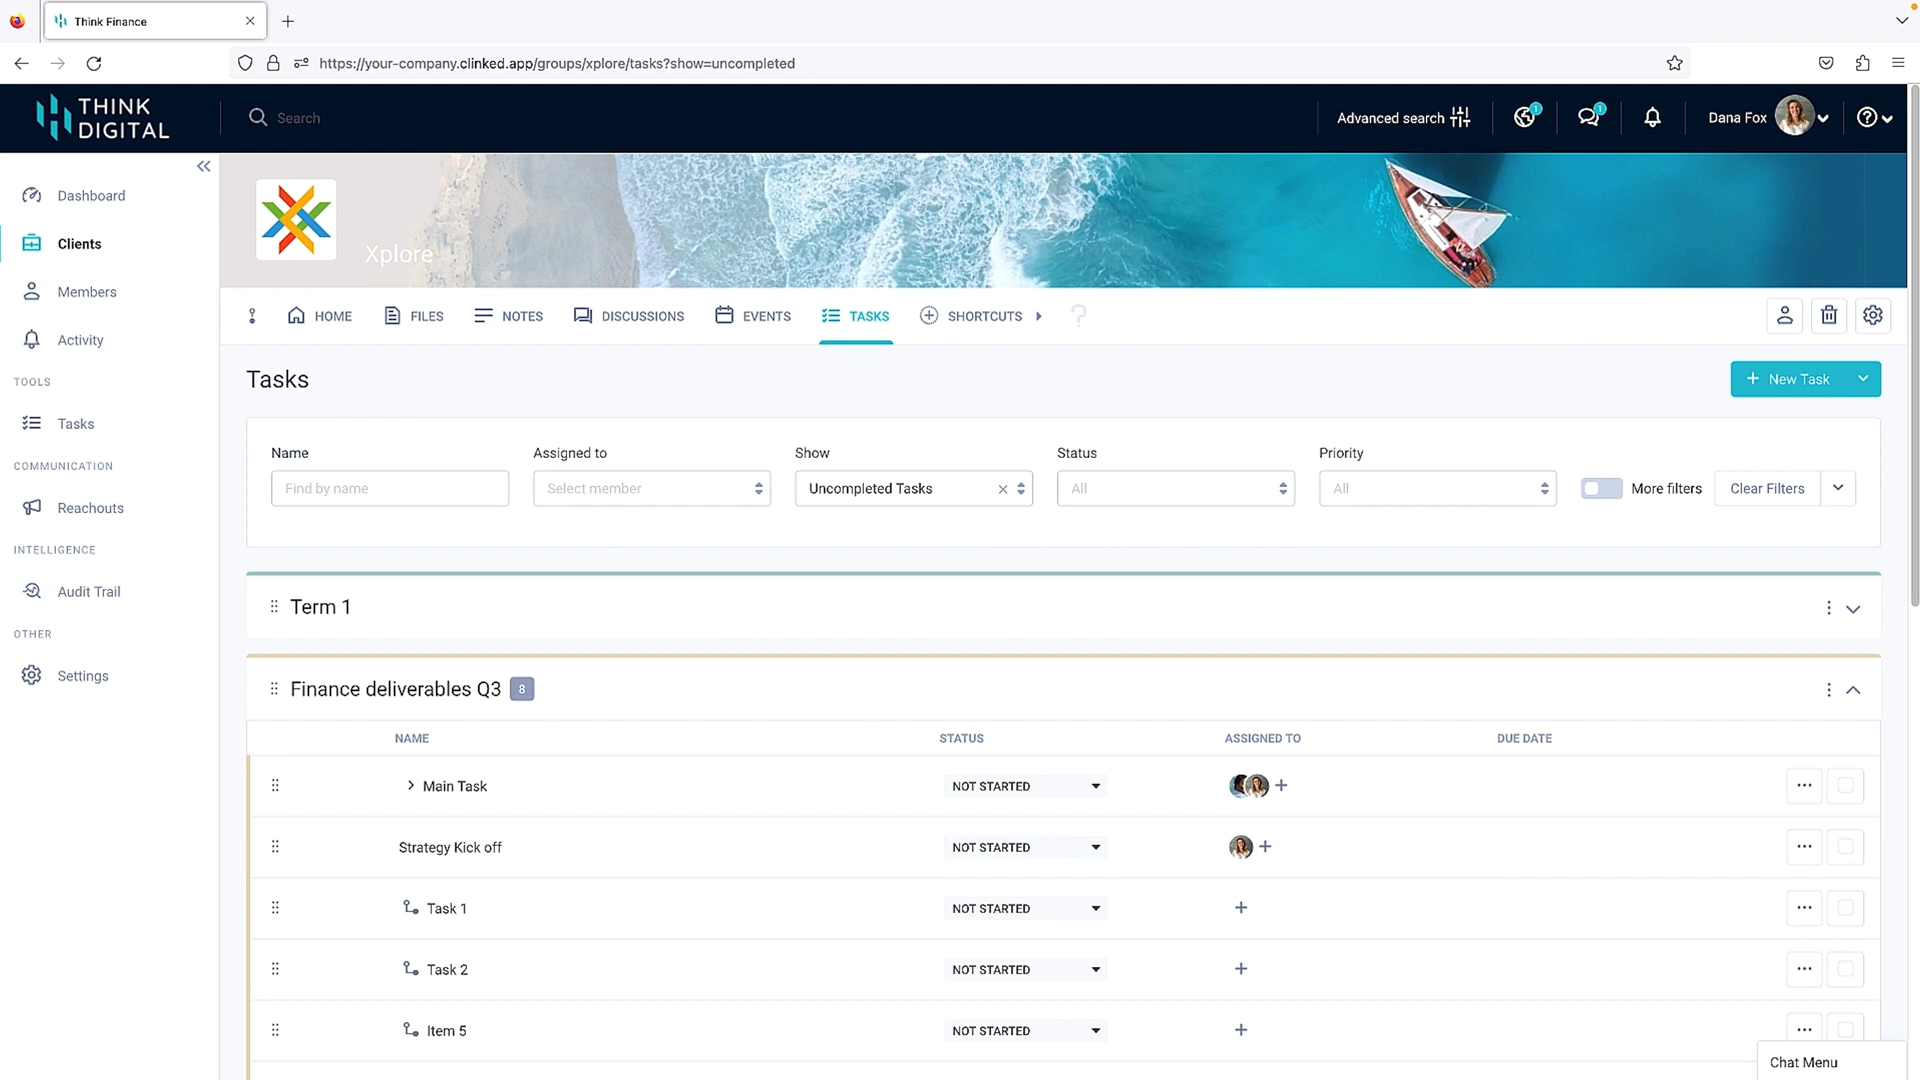 Think Finance
https://your-company.clinked.app/groups/xplore/tasks?show=uncompleted
THINK DIGITAL
Search
Advanced search
1
1
Dana Fox
Dashboard
Clients
Members
Activity
TOOLS
Tasks
COMMUNICATION
Reachouts
INTELLIGENCE
Audit Trail
OTHER
Settings
Xplore
HOME
FILES
NOTES
DISCUSSIONS
EVENTS
TASKS
SHORTCUTS
Tasks
+ New Task
Name
Assigned to
Show
Status
Priority
Find by name
Select member
Uncompleted Tasks
All
All
More filters
Clear Filters
Term 1
Finance deliverables Q3 8
NAME STATUS ASSIGNED TO DUE DATE
Main Task NOT STARTED
Strategy Kick off NOT STARTED
Task 1 NOT STARTED
Task 2 NOT STARTED
Item 5 NOT STARTED
Chat Menu